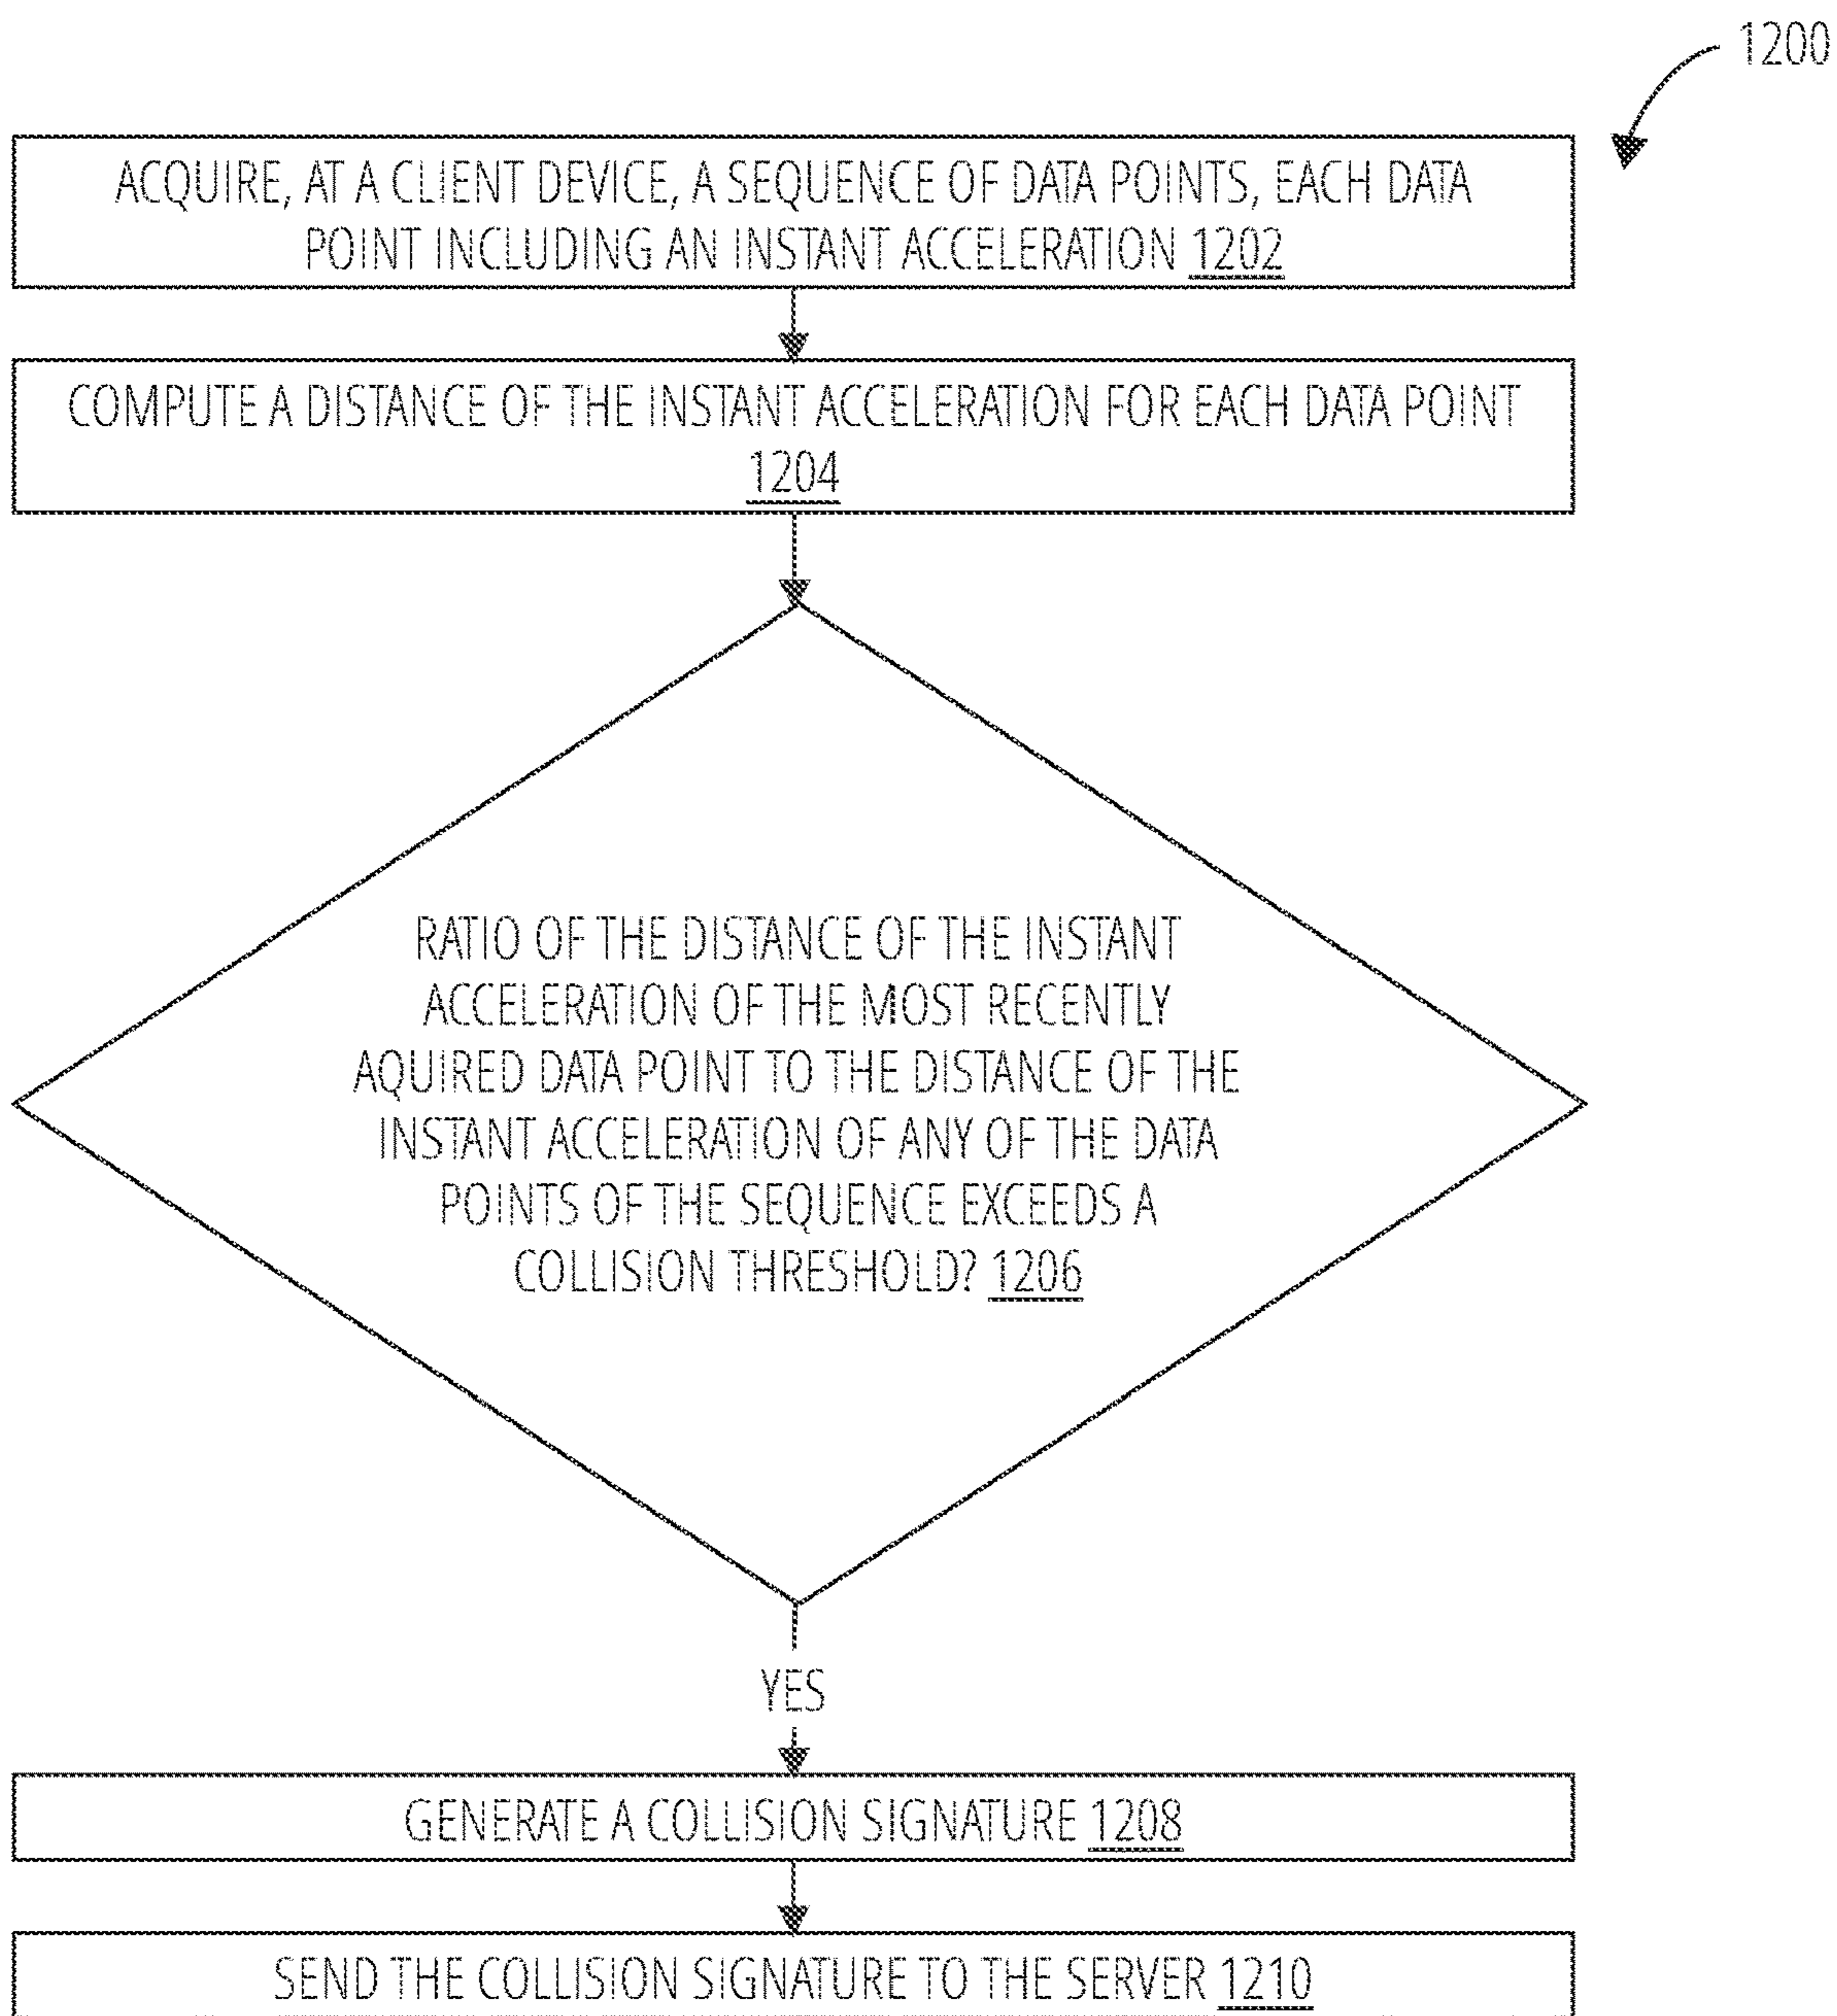 1200
ACQUIRE, AT A CLIENT DEVICE, A SEQUENCE OF DATA POINTS, EACH DATA
POINT INCLUDING AN INSTANT ACCELERATION 1202
COMPUTE A DISTANCE OF THE INSTANT ACCELERATION FOR EACH DATA POINT
1204
RATIO OF THE DISTANCE OF THE INSTANT
ACCELERATION OF THE MOST RECENTLY
AQUIRED DATA POINT TO THE DISTANCE OF THE
INSTANT ACCELERATION OF ANY OF THE DATA
POINTS OF THE SEQUENCE EXCEEDS A
COLLISION THRESHOLD? 1206
YES
GENERATE A COLLISION SIGNATURE 1208
SEND THE COLLISION SIGNATURE TO THE SERVER 1210